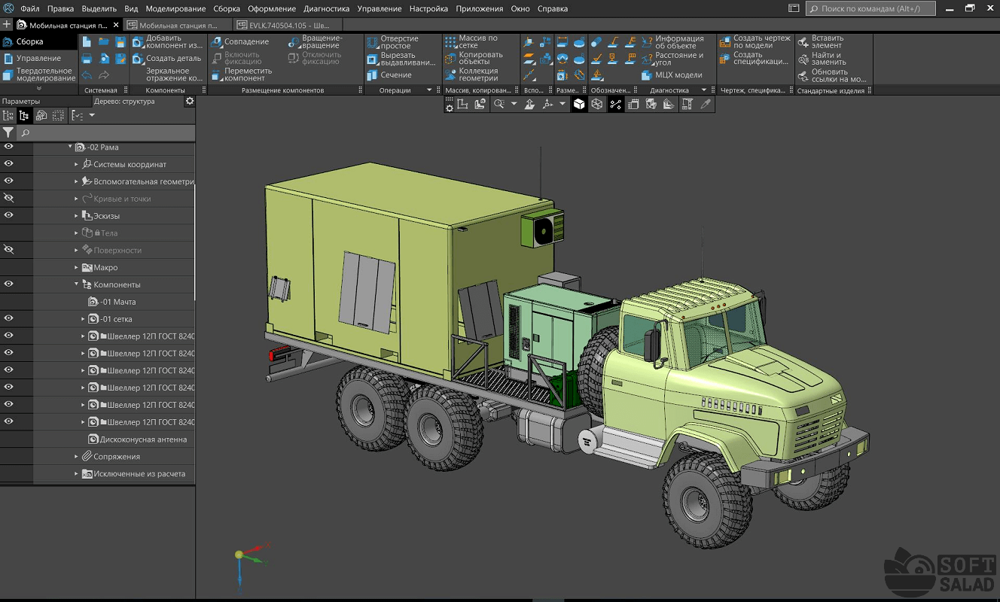 Файл Правка Выделить Вид Моделирование Сборка Оформление Диагностика Управление Настройка Приложения Окно Справка
Поиск по командам (Alt+/)
Мобильная станция п...
Мобильная станция п...
EVLK.740504.105 - Шв...
Сборка
Управление
Твердотельное
моделирование
Системная
Добавить
компонент из...
Создать деталь
Зеркальное
отражение ко...
Компоненты
Совпадение
Включить
фиксацию
Переместить
компонент
Вращение-
вращение
Отключить
фиксацию
Размещение компонентов
Отверстие
простое
Вырезать
выдавливани...
Сечение
Операции
Массив по
сетке
Копировать
объекты
Коллекция
геометрии
Массив, копирован...
Вспо...
Разме...
Обозначен...
Информация
об объекте
Расстояние и
угол
МЦХ модели
Диагностика
Создать чертеж
по модели
Создать
спецификаци...
Чертеж, специфика...
Вставить
элемент
Найти и
заменить
Обновить
ссылки на мо...
Стандартные изделия
Параметры
Дерево: структура
-02 Рама
Системы координат
Вспомогательная геометри
Кривые и точки
Эскизы
Тела
Поверхности
Макро
Компоненты
-01 Мачта
-01 сетка
Швеллер 12П ГОСТ 8240
Швеллер 12П ГОСТ 8240
Швеллер 12П ГОСТ 8240
Швеллер 12П ГОСТ 8240
Швеллер 12П ГОСТ 8240
Швеллер 12П ГОСТ 8240
Дискоконусная антенна
Сопряжения
Исключенные из расчета
SOFT
SALAD